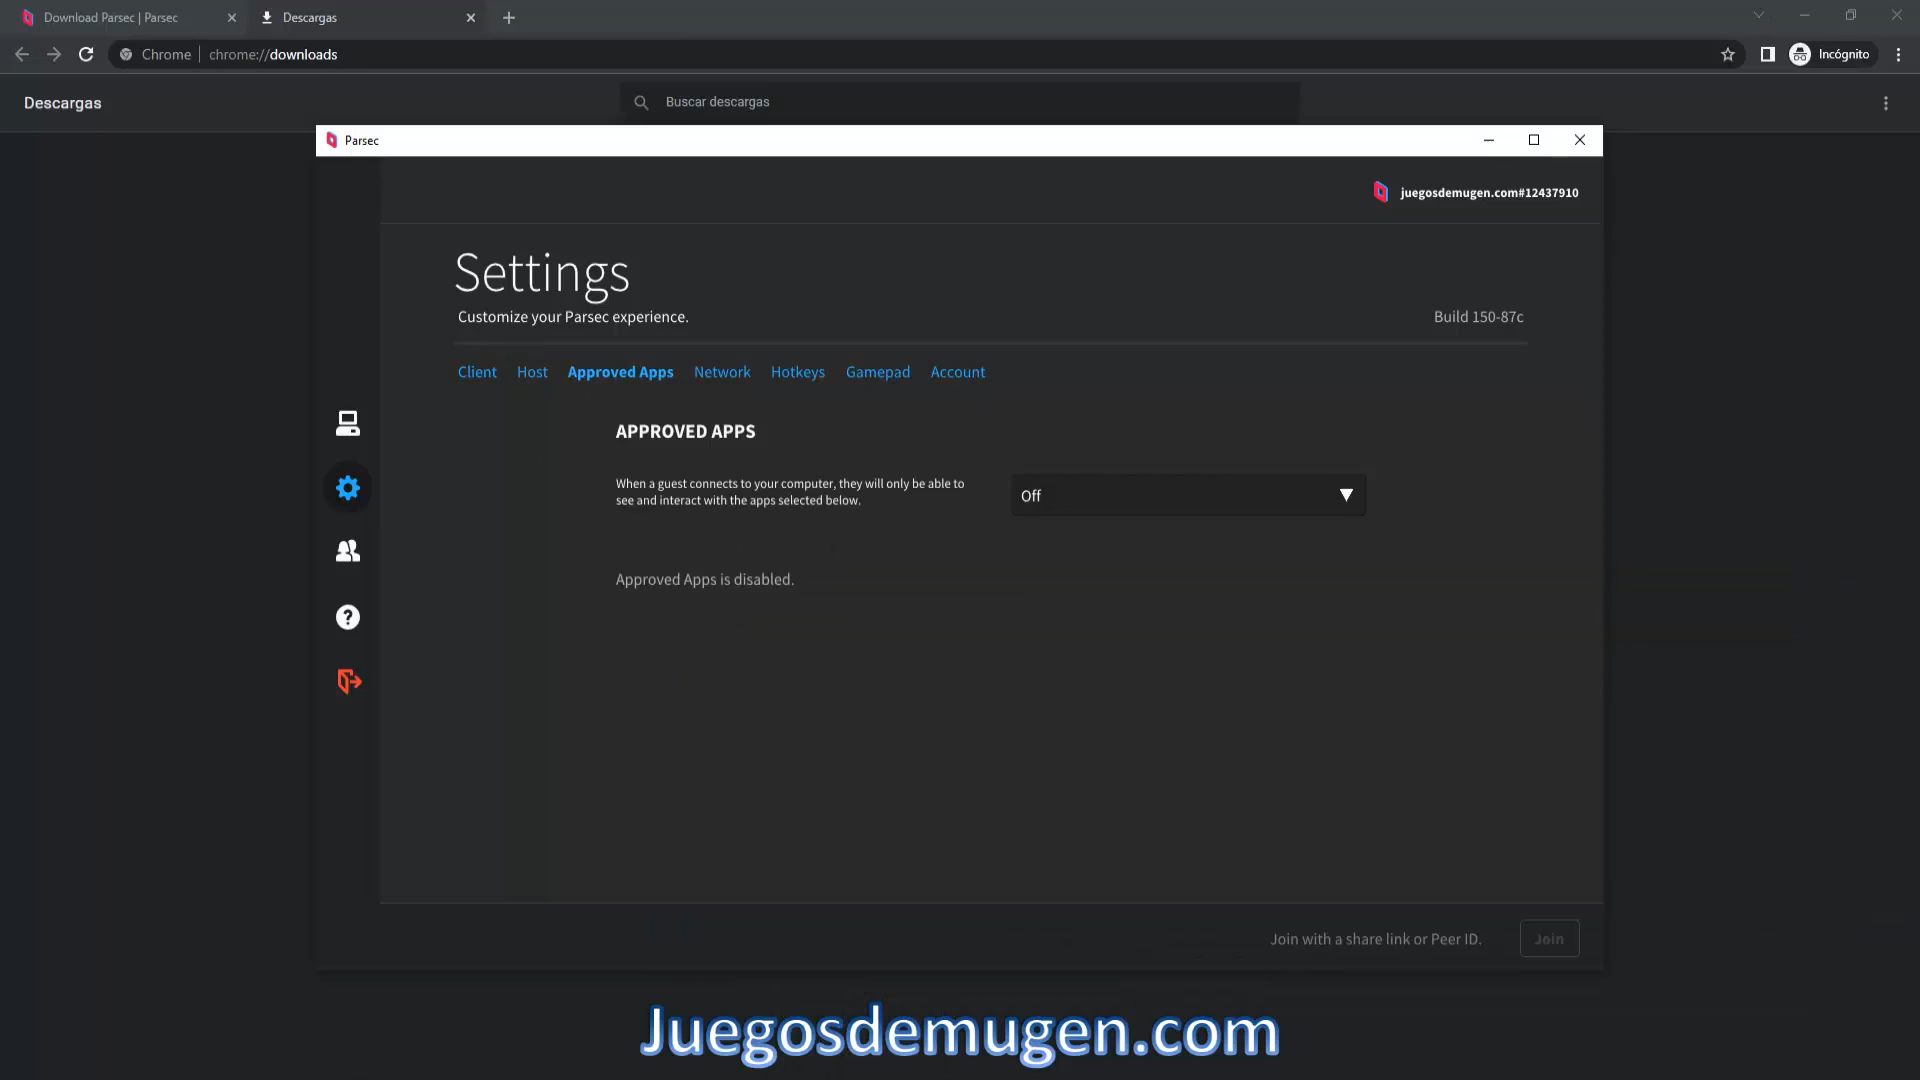 Download Parsec | Parsec
Descargas
Chrome
chrome://downloads
Incógnito
Descargas
Buscar descargas
Parsec
juegosdemugen.com#12437910
Settings
Customize your Parsec experience.
Build 150-87c
Client
Host
Approved Apps
Network
Hotkeys
Gamepad
Account
APPROVED APPS
When a guest connects to your computer, they will only be able to
see and interact with the apps selected below.
Off
Approved Apps is disabled.
Join with a share link or Peer ID.
Join
Juegosdemugen.com